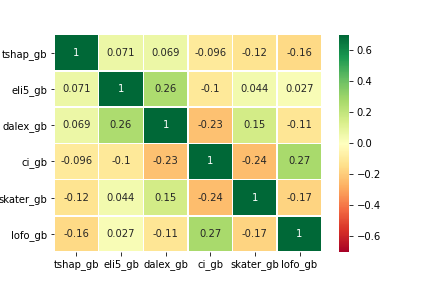 tshap_gb 1 0.071 0.069 -0.096 -0.12 -0.16
eli5_gb 0.071 1 0.26 -0.1 0.044 0.027
dalex_gb 0.069 0.26 1 -0.23 0.15 -0.11
ci_gb -0.096 -0.1 -0.23 1 -0.24 0.27
skater_gb -0.12 0.044 0.15 -0.24 1 -0.17
lofo_gb -0.16 0.027 -0.11 0.27 -0.17 1
tshap_gb eli5_gb dalex_gb ci_gb skater_gb lofo_gb
0.6
0.4
0.2
0.0
−0.2
−0.4
−0.6